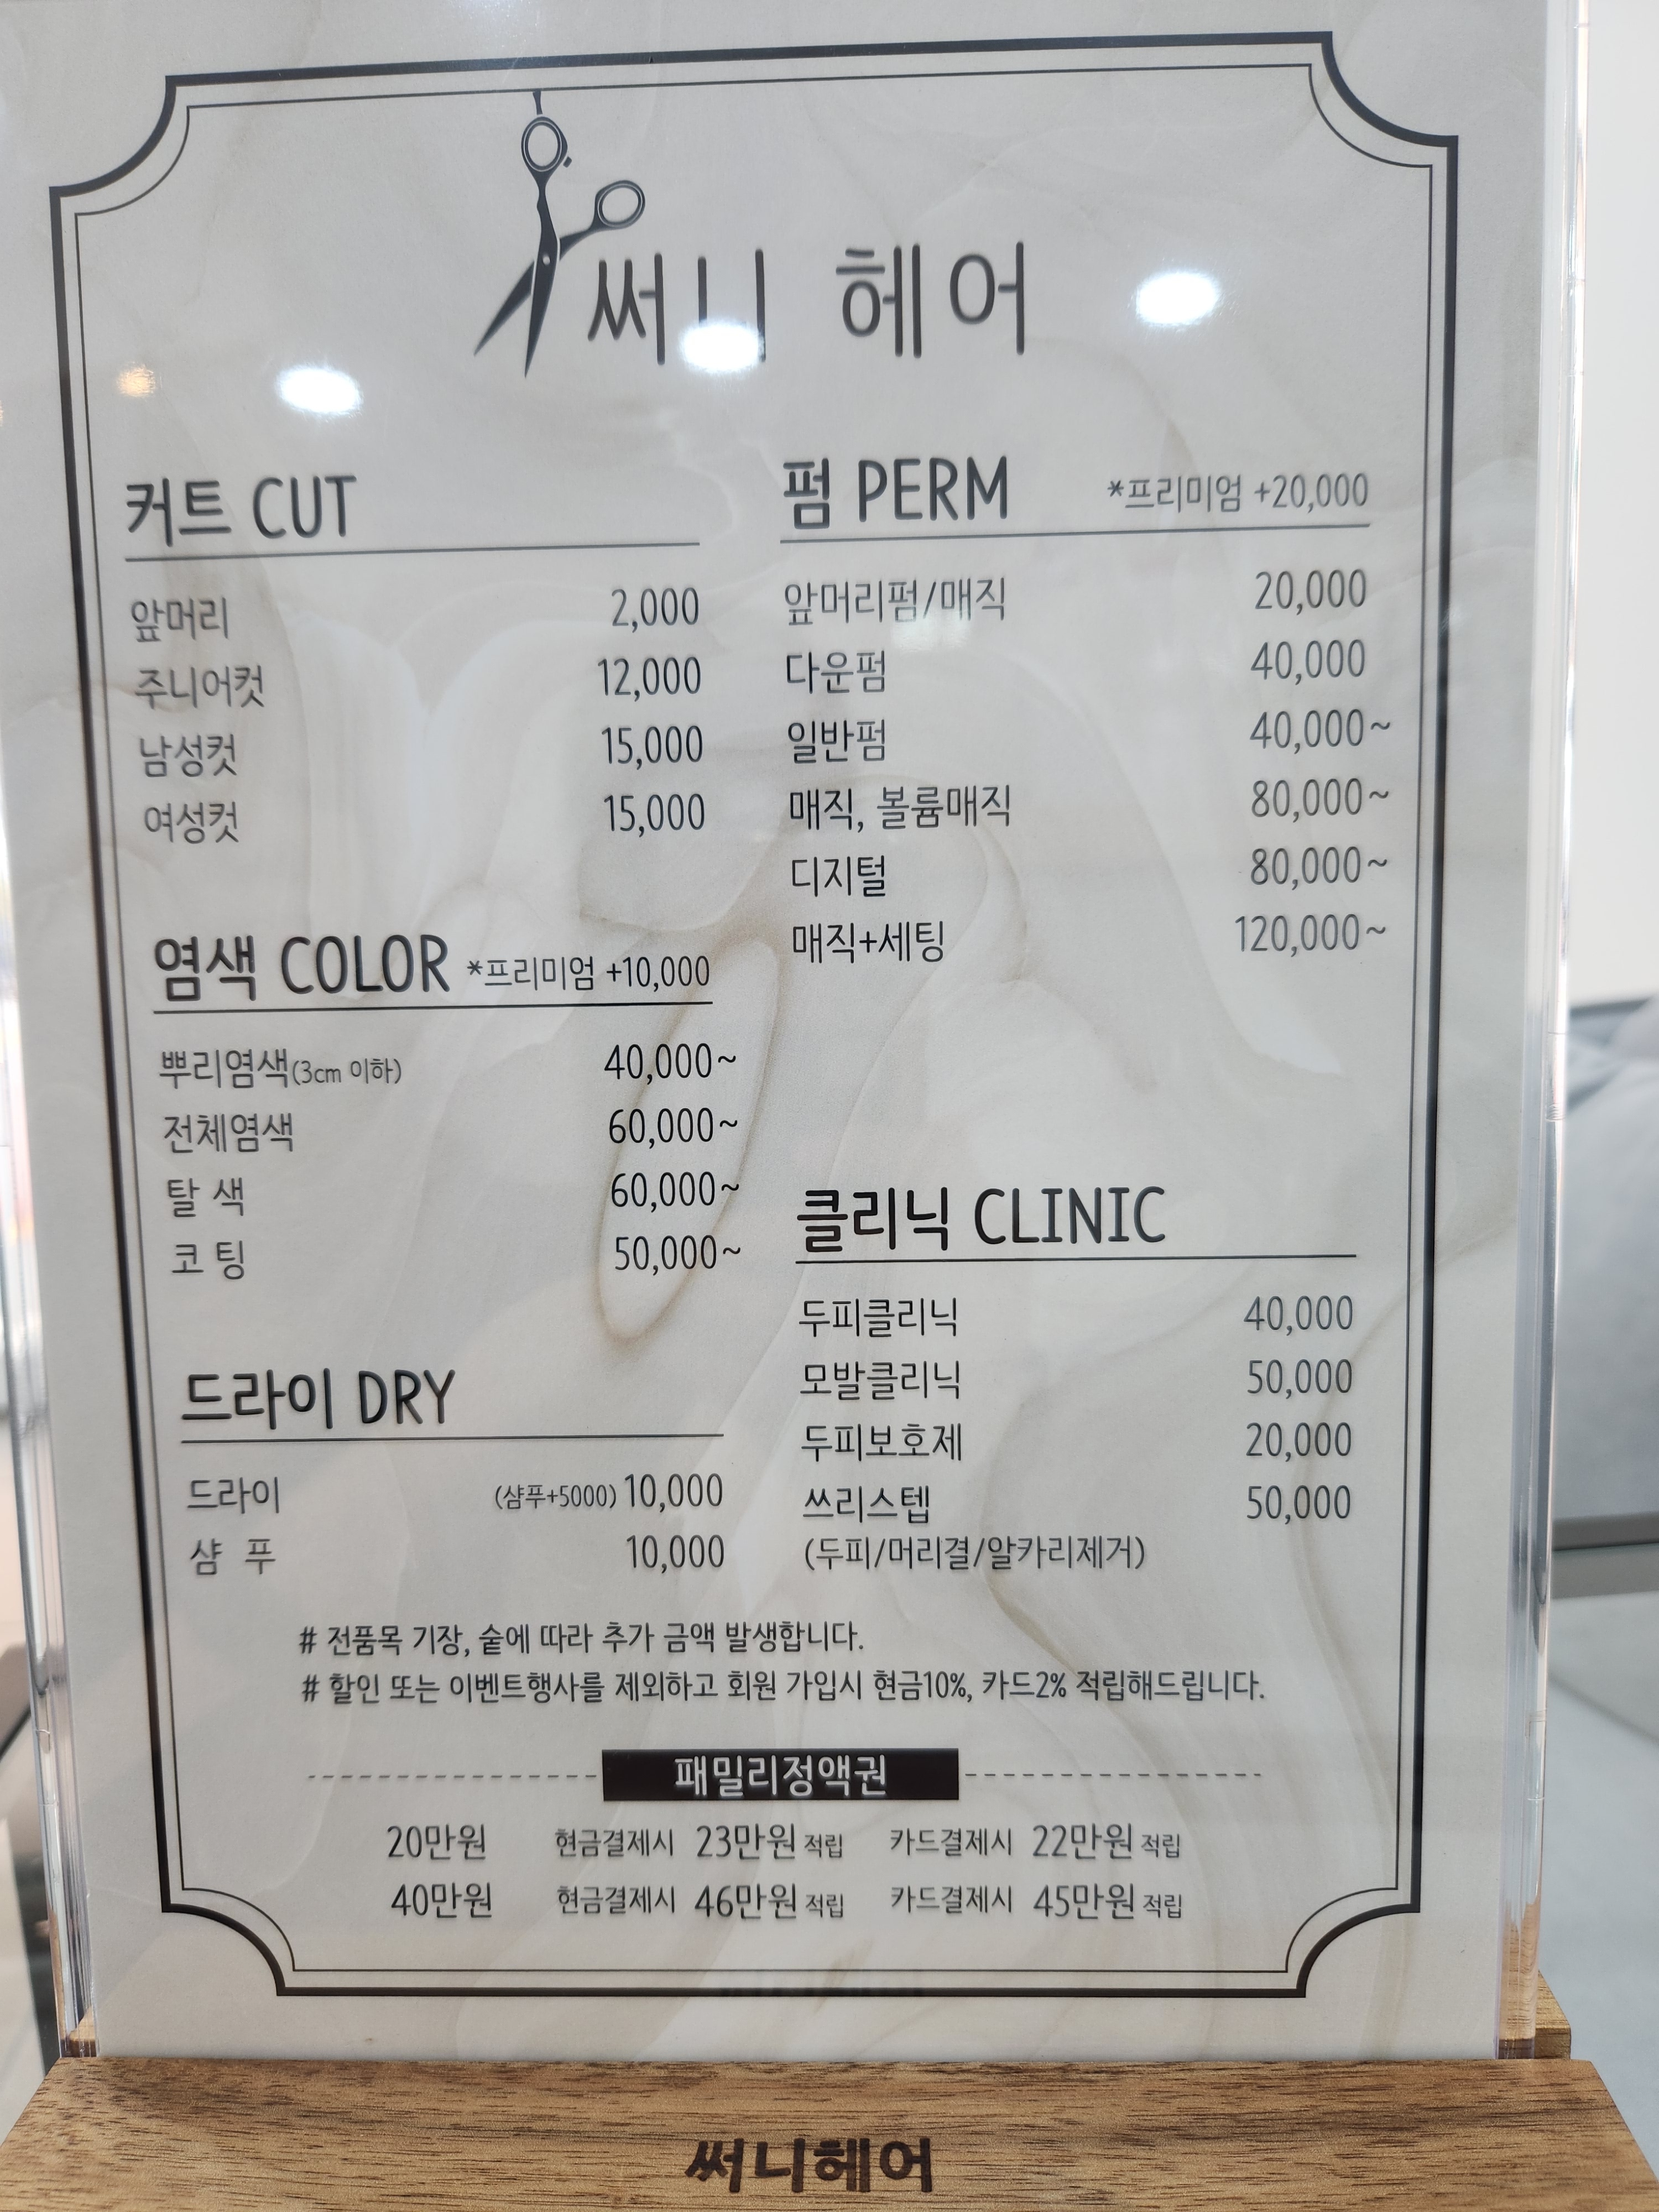 써니 헤어
커트 CUT
앞머리 2,000
주니어컷 12,000
남성컷 15,000
여성컷 15,000
염색 COLOR *프리미엄 +10,000
뿌리염색(3cm 이하) 40,000~
전체염색 60,000~
탈 색 60,000~
코 팅 50,000~
드라이 DRY
드라이 (샴푸+5000) 10,000
샴 푸 10,000
펌 PERM *프리미엄 +20,000
앞머리펌/매직 20,000
다운펌 40,000
일반펌 40,000~
매직, 볼륨매직 80,000~
디지털 80,000~
매직+세팅 120,000~
클리닉 CLINIC
두피클리닉 40,000
모발클리닉 50,000
두피보호제 20,000
쓰리스텝 50,000
(두피/머리결/알카리제거)
# 전품목 기장, 숱에 따라 추가 금액 발생합니다.
# 할인 또는 이벤트행사를 제외하고 회원 가입시 현금10%, 카드2% 적립해드립니다.
패밀리정액권
20만원 현금결제시 23만원 적립 카드결제시 22만원 적립
40만원 현금결제시 46만원 적립 카드결제시 45만원 적립
써니헤어